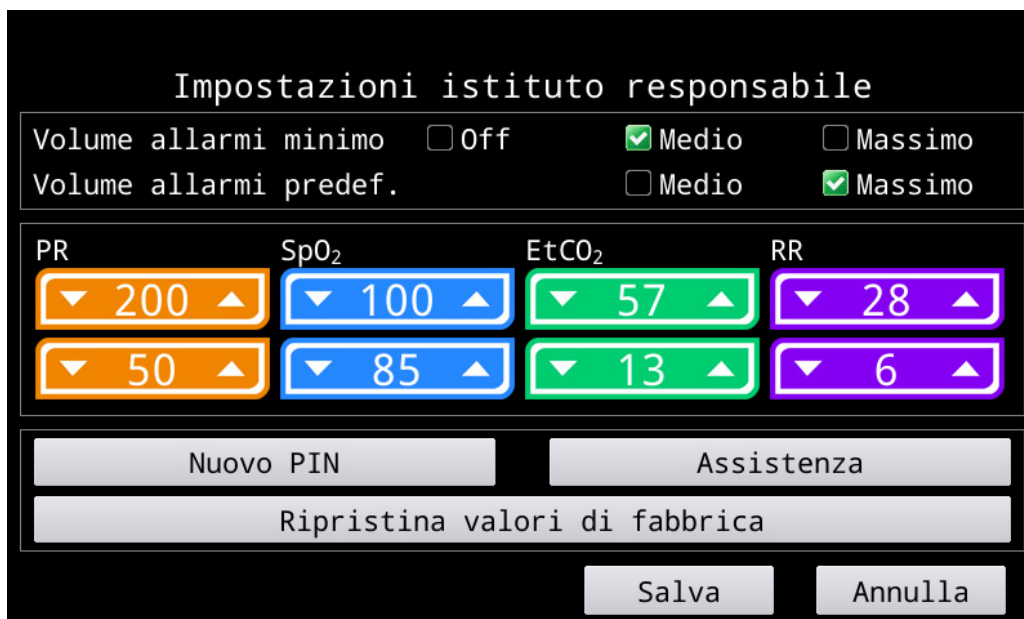 Impostazioni istituto responsabile
Volume allarmi minimo Off Medio Massimo
Volume allarmi predef. Medio Massimo
PR SpO₂ EtCO₂ RR
200 100 57 28
50 85 13 6
Nuovo PIN Assistenza
Ripristina valori di fabbrica
Salva Annulla